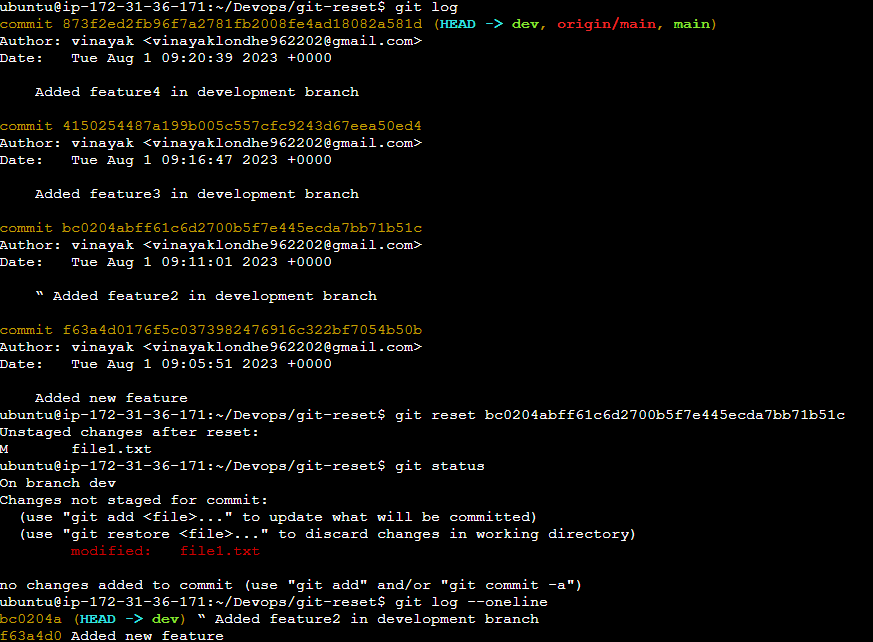 ubuntu@ip-172-31-36-171:~/Devops/git-reset$ git log
commit 873f2ed2fb96f7a2781fb2008fe4ad18082a581d (HEAD -> dev, origin/main, main)
Author: vinayak <vinayaklondhe962202@gmail.com>
Date:   Tue Aug 1 09:20:39 2023 +0000
    Added feature4 in development branch
commit 4150254487a199b005c557cfc9243d67eea50ed4
Author: vinayak <vinayaklondhe962202@gmail.com>
Date:   Tue Aug 1 09:16:47 2023 +0000
    Added feature3 in development branch
commit bc0204abff61c6d2700b5f7e445ecda7bb71b51c
Author: vinayak <vinayaklondhe962202@gmail.com>
Date:   Tue Aug 1 09:11:01 2023 +0000
    “ Added feature2 in development branch
commit f63a4d0176f5c0373982476916c322bf7054b50b
Author: vinayak <vinayaklondhe962202@gmail.com>
Date:   Tue Aug 1 09:05:51 2023 +0000
    Added new feature
ubuntu@ip-172-31-36-171:~/Devops/git-reset$ git reset bc0204abff61c6d2700b5f7e445ecda7bb71b51c
Unstaged changes after reset:
M       file1.txt
ubuntu@ip-172-31-36-171:~/Devops/git-reset$ git status
On branch dev
Changes not staged for commit:
  (use "git add <file>..." to update what will be committed)
  (use "git restore <file>..." to discard changes in working directory)
        modified:   file1.txt
no changes added to commit (use "git add" and/or "git commit -a")
ubuntu@ip-172-31-36-171:~/Devops/git-reset$ git log --oneline
bc0204a (HEAD -> dev) “ Added feature2 in development branch
f63a4d0 Added new feature